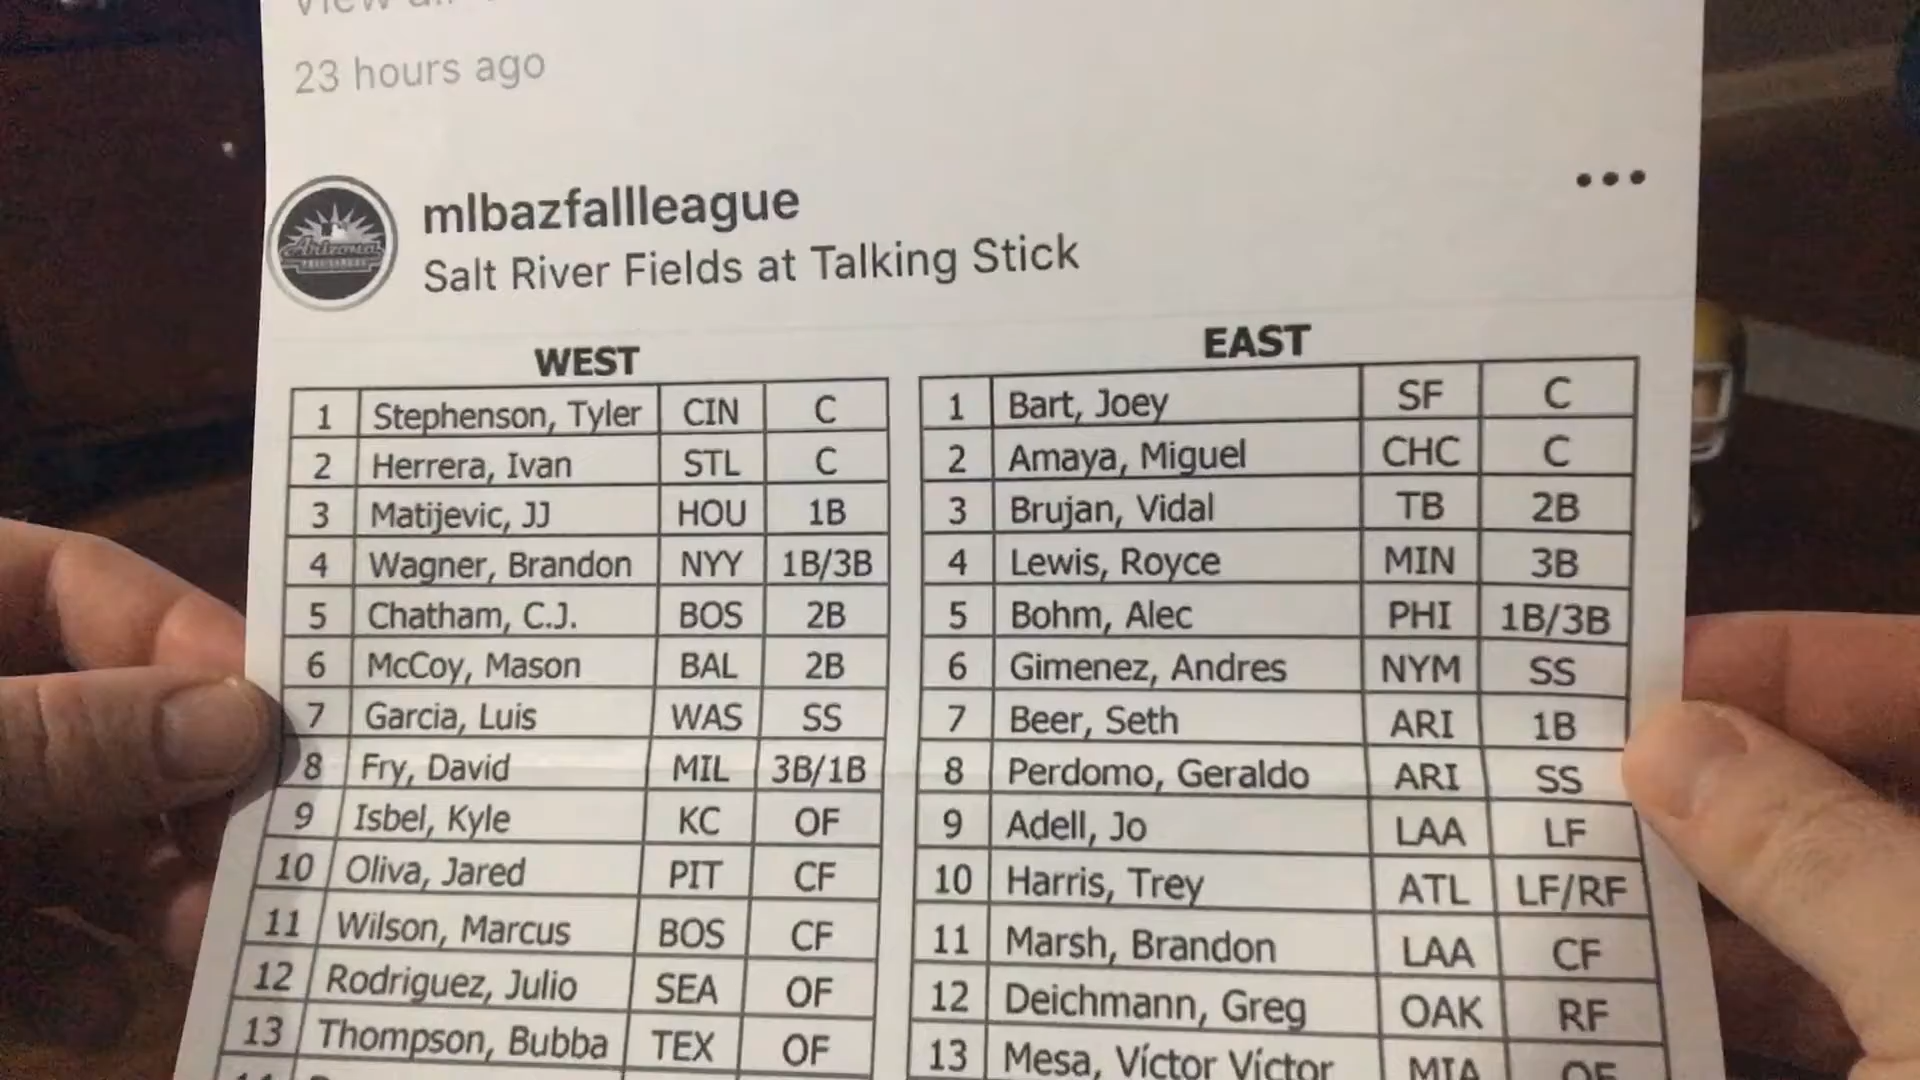 23 hours ago
mlbazfallleague
Salt River Fields at Talking Stick
WEST
1 Stephenson, Tyler CIN C
2 Herrera, Ivan STL C
3 Matijevic, JJ HOU 1B
4 Wagner, Brandon NYY 1B/3B
5 Chatham, C.J. BOS 2B
6 McCoy, Mason BAL 2B
7 Garcia, Luis WAS SS
8 Fry, David MIL 3B/1B
9 Isbel, Kyle KC OF
10 Oliva, Jared PIT CF
11 Wilson, Marcus BOS CF
12 Rodriguez, Julio SEA OF
13 Thompson, Bubba TEX OF
EAST
1 Bart, Joey SF C
2 Amaya, Miguel CHC C
3 Brujan, Vidal TB 2B
4 Lewis, Royce MIN 3B
5 Bohm, Alec PHI 1B/3B
6 Gimenez, Andres NYM SS
7 Beer, Seth ARI 1B
8 Perdomo, Geraldo ARI SS
9 Adell, Jo LAA LF
10 Harris, Trey ATL LF/RF
11 Marsh, Brandon LAA CF
12 Deichmann, Greg OAK RF
13 Mesa, Víctor Víctor MIA OF